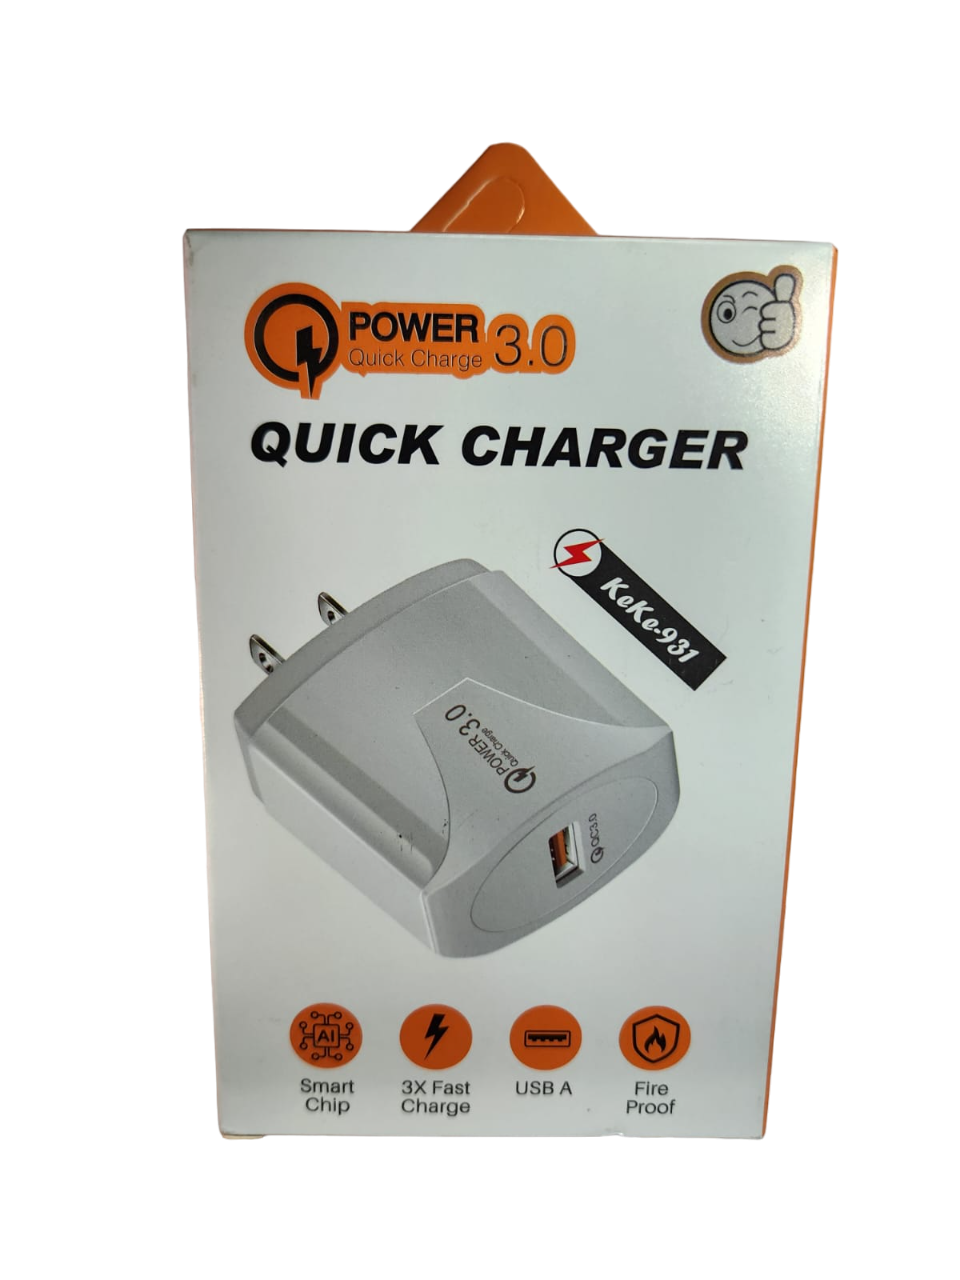 POWER
Quick Charge
3.0
QUICK CHARGER
KeKe-931
POWER 3.0
Quick Charge
QC3.0
AI
Smart
Chip
3X Fast
Charge
USB A
Fire
Proof